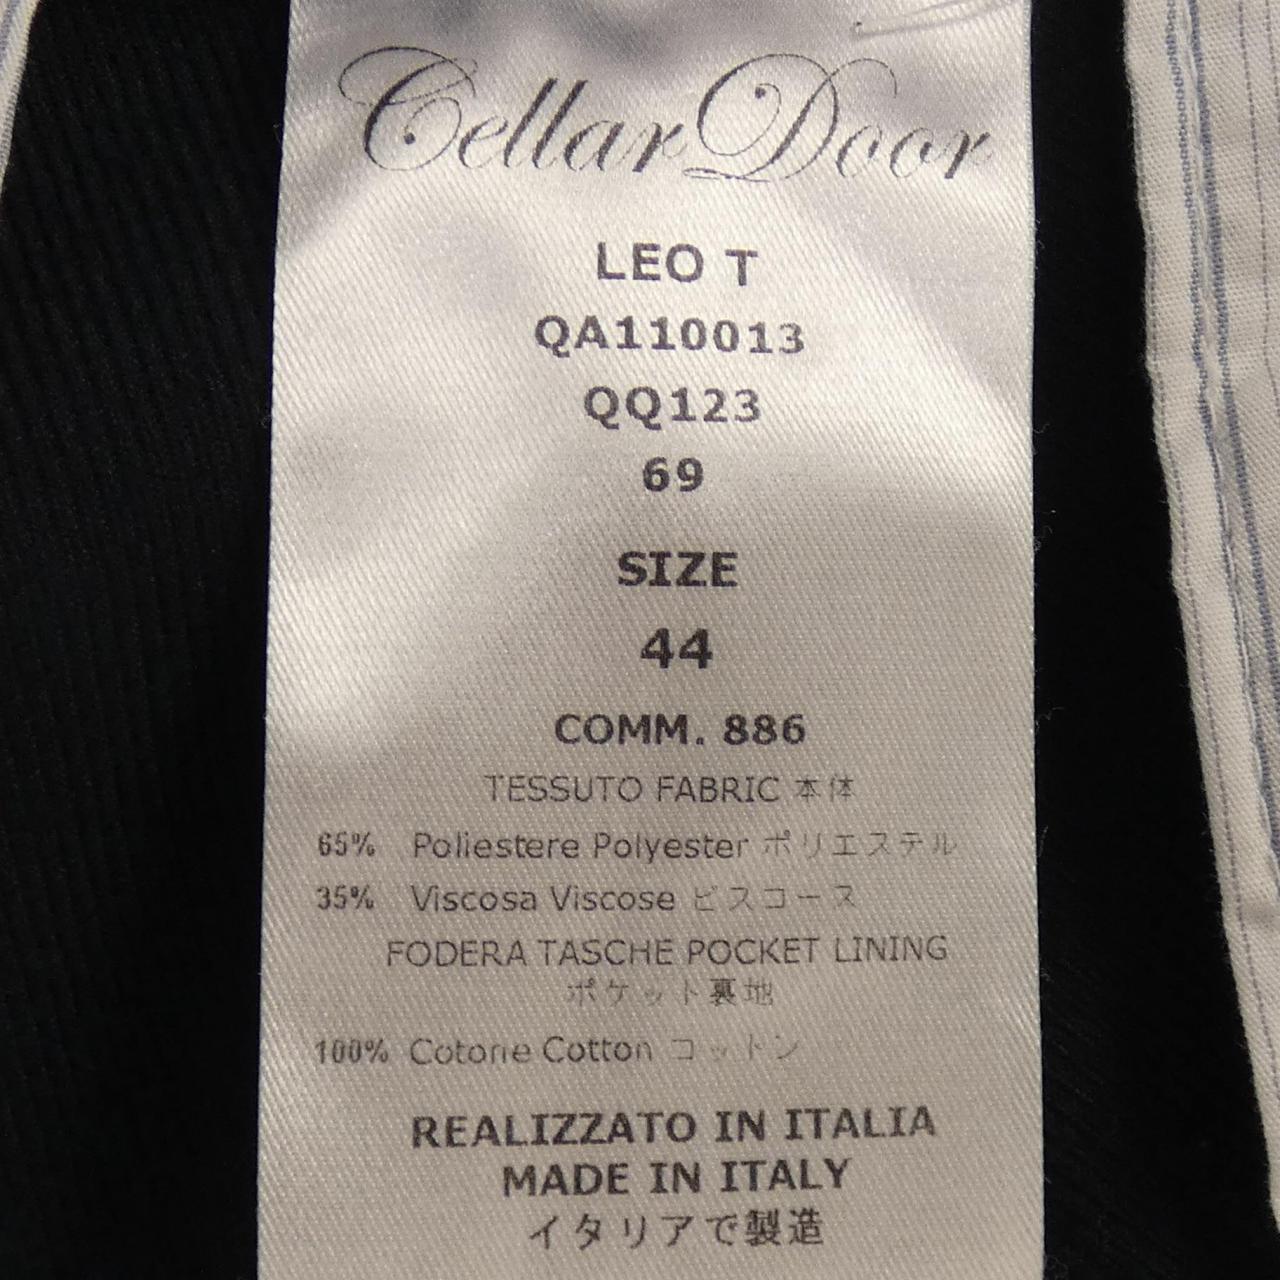 Cellar Door
LEO T
QA110013
QQ123
69
SIZE
44
COMM. 886
TESSUTO FABRIC 本体
65% Poliestere Polyester ポリエステル
35% Viscosa Viscose ビスコース
FODERA TASCHE POCKET LINING
ポケット裏地
100% Cotone Cotton コットン
REALIZZATO IN ITALIA
MADE IN ITALY
イタリアで製造